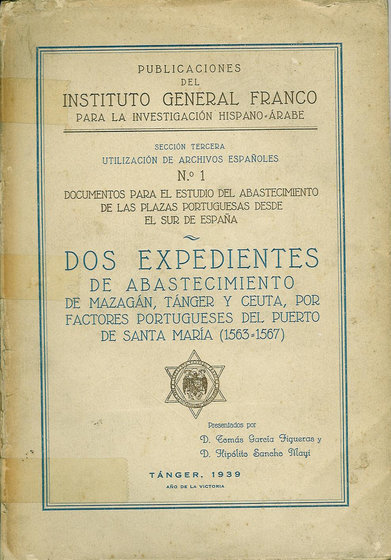 PUBLICACIONES
DEL
INSTITUTO GENERAL FRANCO
PARA LA INVESTIGACIÓN HISPANO-ÁRABE
SECCIÓN TERCERA
UTILIZACIÓN DE ARCHIVOS ESPAÑOLES
N.º 1
DOCUMENTOS PARA EL ESTUDIO DEL ABASTECIMIENTO
DE LAS PLAZAS PORTUGUESAS DESDE
EL SUR DE ESPAÑA
DOS EXPEDIENTES
DE ABASTECIMIENTO
DE MAZAGÁN, TÁNGER Y CEUTA, POR
FACTORES PORTUGUESES DEL PUERTO
DE SANTA MARÍA (1563=1567)
Presentados por
D. Tomás García Figueras y
D. Hipólito Sancho Mayi
TÁNGER, 1939
AÑO DE LA VICTORIA